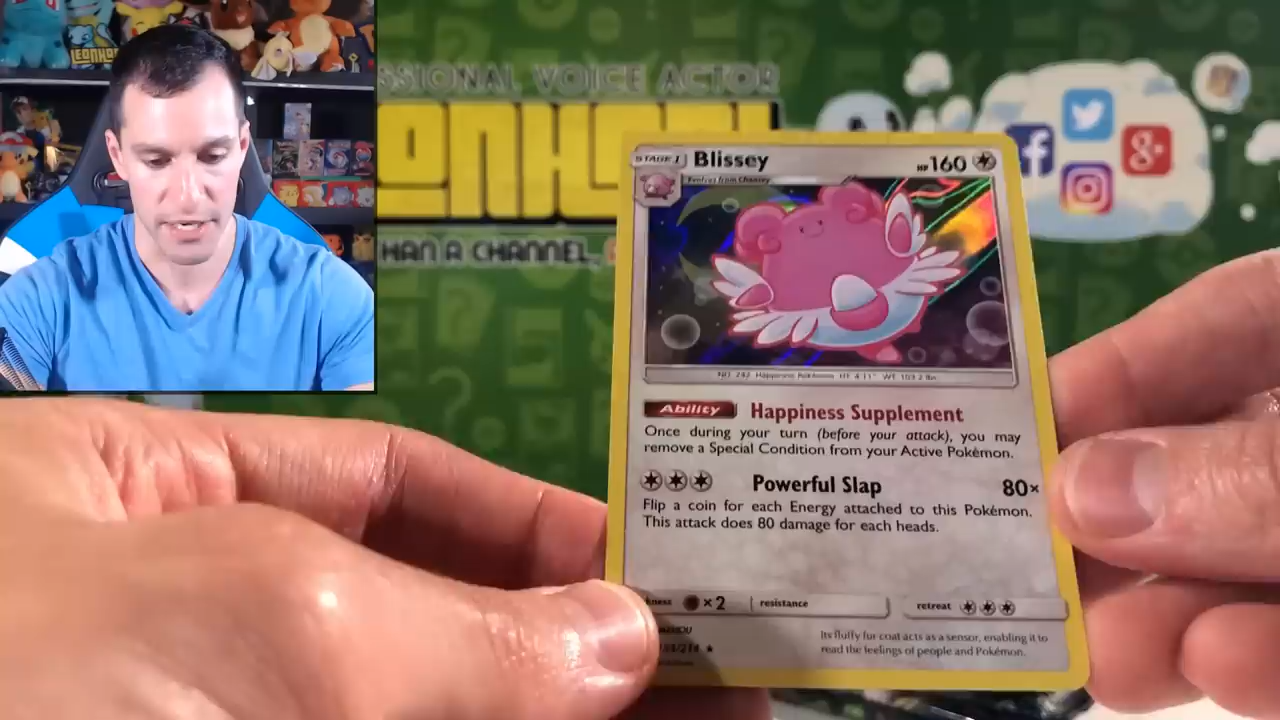 SSIONAL VOICE ACTOR
HAN A CHANNEL,
STAGE 1
Blissey
HP 160
Evolves from Chansey
NO. 242 Happiness Pokémon HT: 4'11" WT: 103.2 lbs.
Ability Happiness Supplement
Once during your turn (before your attack), you may
remove a Special Condition from your Active Pokémon.
Powerful Slap 80×
Flip a coin for each Energy attached to this Pokémon.
This attack does 80 damage for each heads.
×2
resistance
retreat
Its fluffy fur coat acts as a sensor, enabling it to
read the feelings of people and Pokémon.